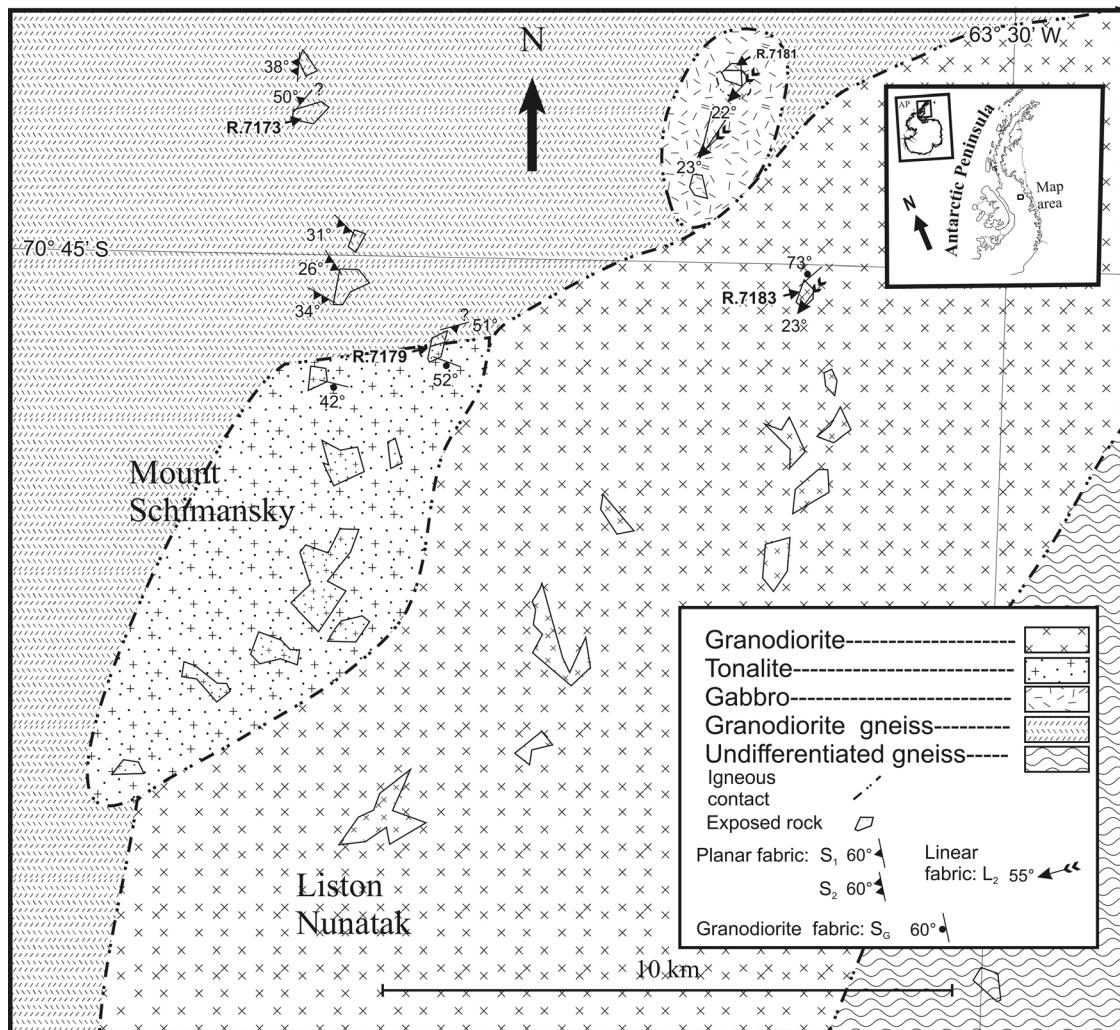 63° 30' W
N
R.7181
38°
50°
?
R.7173
22°
AP
23°
N
Antarctic Peninsula
Map
area
31°
70° 45' S
26°
73°
R.7183
34°
23°
?
51°
R.7179
52°
42°
Mount
Schimansky
Granodiorite
Tonalite
Gabbro
Granodiorite gneiss
Undifferentiated gneiss
Igneous
contact
Exposed rock
Planar fabric: S1 60°
Linear
fabric: L2 55°
S2 60°
Granodiorite fabric: SG 60°
Liston
Nunatak
10 km